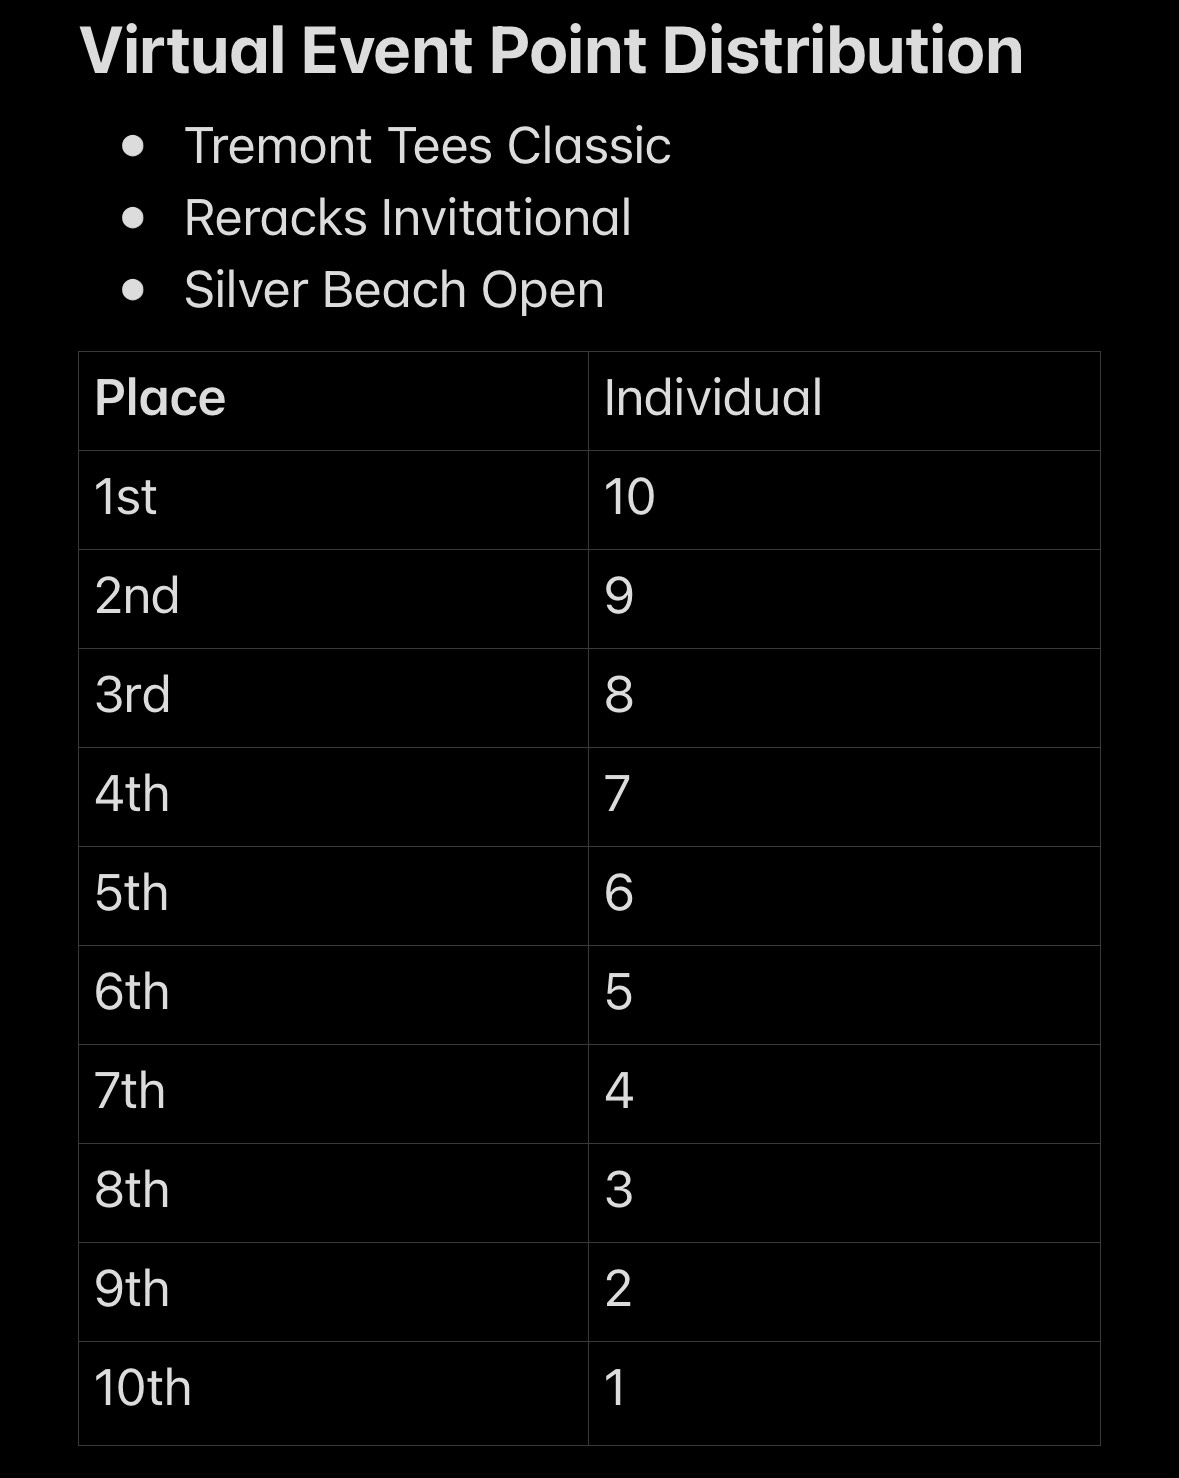 Virtual Event Point Distribution
● Tremont Tees Classic
● Reracks Invitational
● Silver Beach Open
Place Individual
1st 10
2nd 9
3rd 8
4th 7
5th 6
6th 5
7th 4
8th 3
9th 2
10th 1